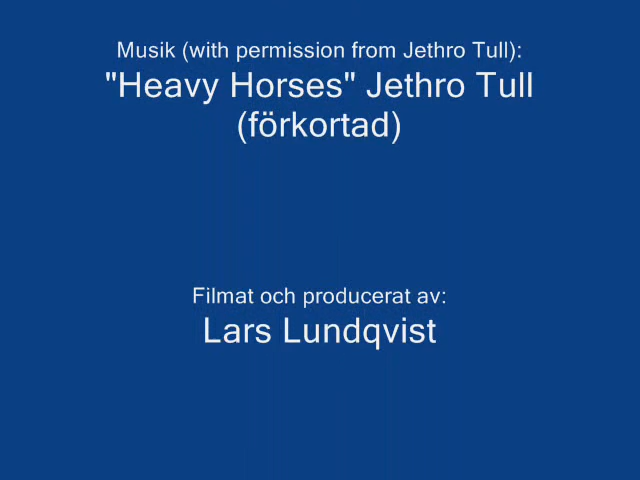 Musik (with permission from Jethro Tull):
"Heavy Horses" Jethro Tull
(förkortad)
Filmat och producerat av:
Lars Lundqvist